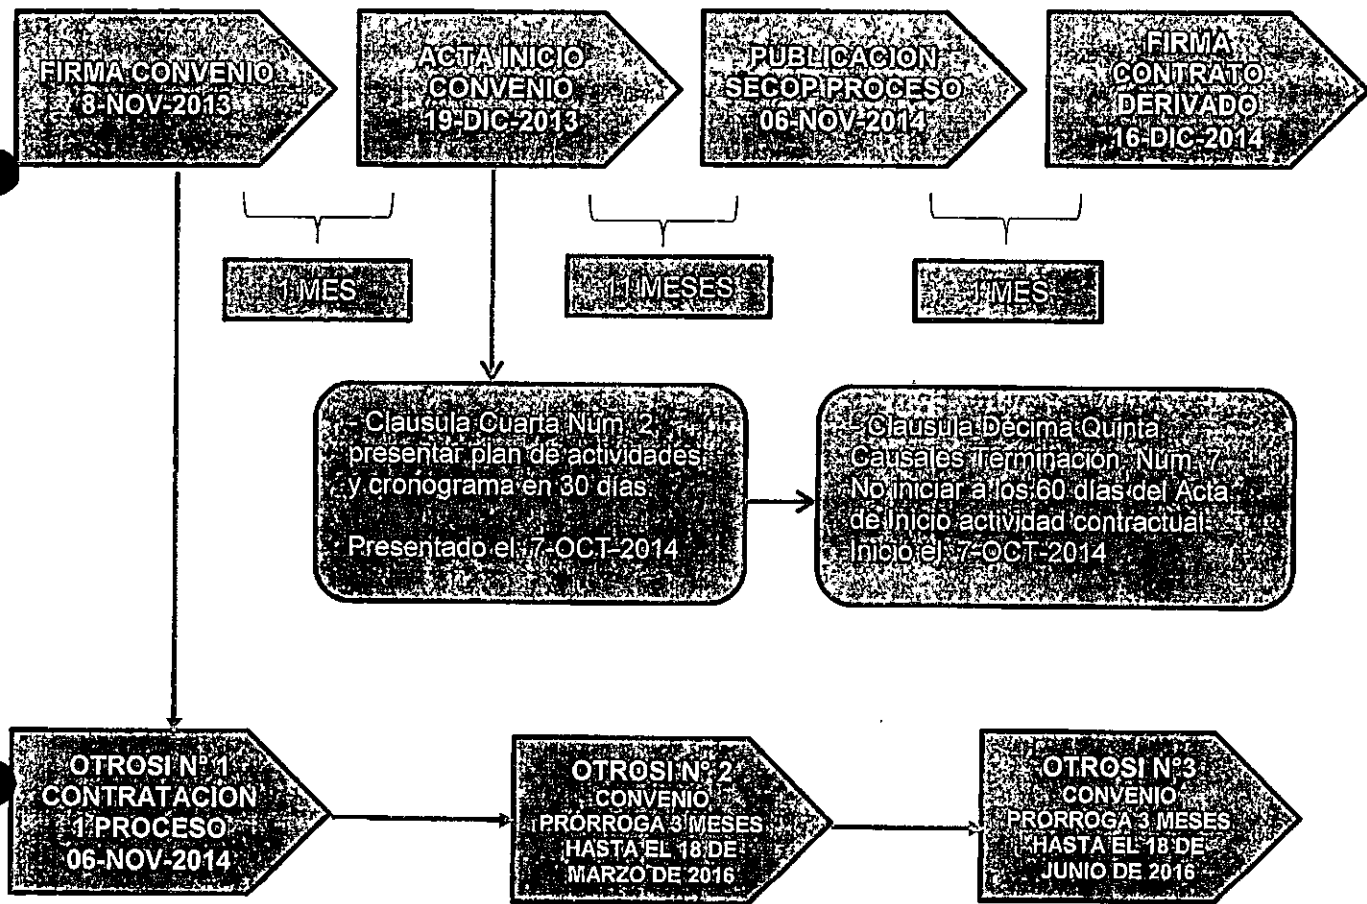 FIRMA CONVENIO
8-NOV-2013
ACTA INICIO
CONVENIO
19-DIC-2013
PUBLICACION
SECOP PROCESO
06-NOV-2014
FIRMA
CONTRATO
DERIVADO
16-DIC-2014
1 MES
11 MESES
1 MES
- Clausula Cuarta Num. 2
presentar plan de actividades
y cronograma en 30 días
Presentado el: 7-OCT-2014
- Clausula Décima Quinta
Causales Terminación, Num. 7
No iniciar a los 60 días del Acta
de Inicio actividad contractual
Inicio el: 7-OCT-2014
OTROSI N° 1
CONTRATACION
1 PROCESO
06-NOV-2014
OTROSI N° 2
CONVENIO
PRORROGA 3 MESES
HASTA EL 18 DE
MARZO DE 2016
OTROSI N°3
CONVENIO
PRORROGA 3 MESES
HASTA EL 18 DE
JUNIO DE 2016